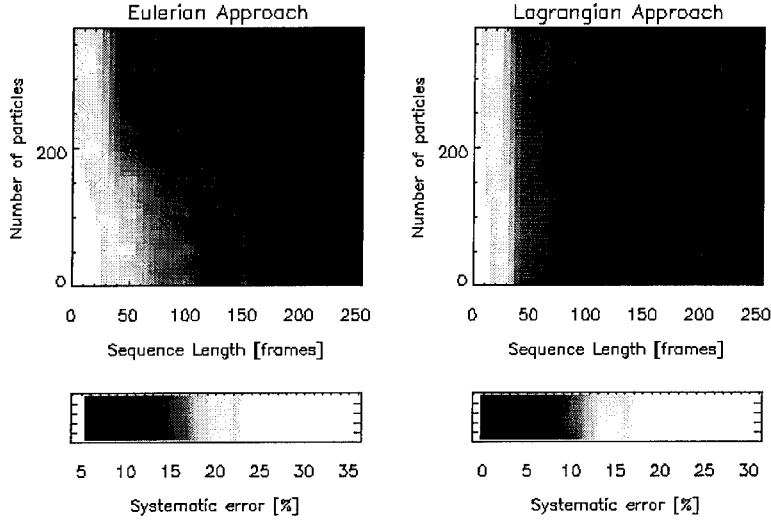 Eulerian Approach
Number of particles
200
0
0 50 100 150 200 250
Sequence Length [frames]
5 10 15 20 25 30 35
Systematic error [%]
Lagrangian Approach
Number of particles
200
0
0 50 100 150 200 250
Sequence Length [frames]
0 5 10 15 20 25 30
Systematic error [%]